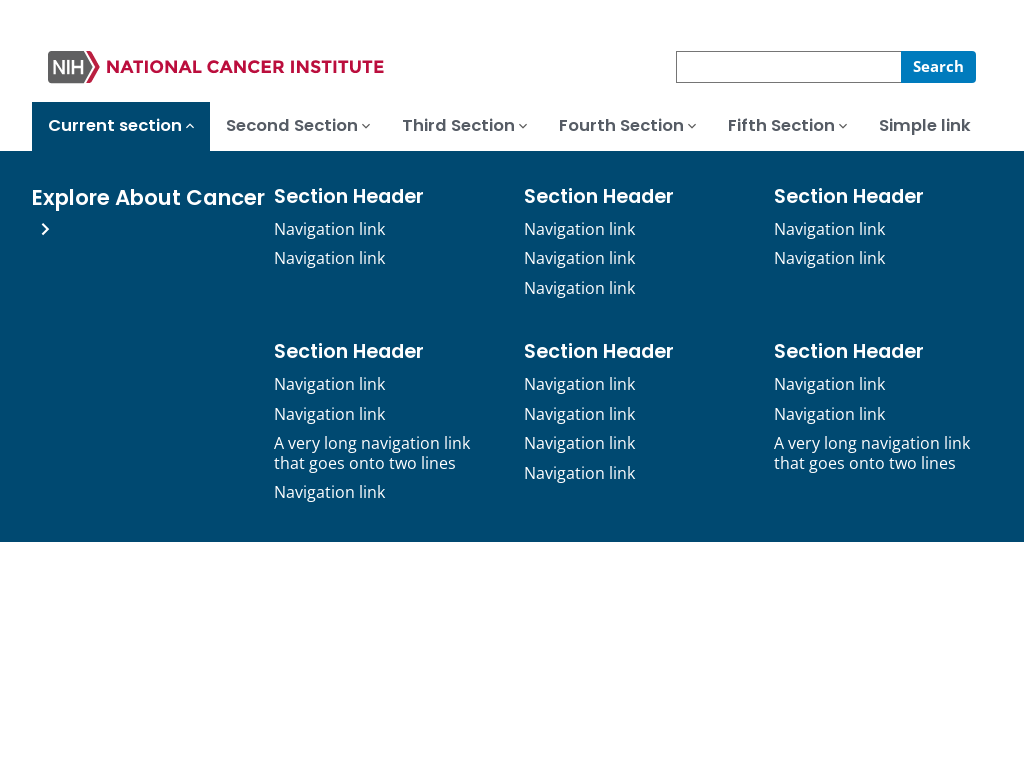 NIH NATIONAL CANCER INSTITUTE
Search
Current section Second Section Third Section Fourth Section Fifth Section Simple link
Explore About Cancer
Section Header
Navigation link
Navigation link
Section Header
Navigation link
Navigation link
Navigation link
Section Header
Navigation link
Navigation link
Section Header
Navigation link
Navigation link
A very long navigation link
that goes onto two lines
Navigation link
Section Header
Navigation link
Navigation link
Navigation link
Navigation link
Section Header
Navigation link
Navigation link
A very long navigation link
that goes onto two lines